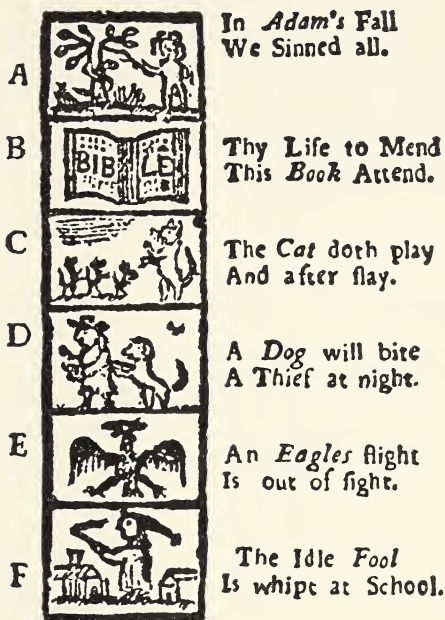 A
In Adam's Fall
We Sinned all.
B
BIBLE
Thy Life to Mend
This Book Attend.
C
The Cat doth play
And after slay.
D
A Dog will bite
A Thief at night.
E
An Eagles flight
Is out of sight.
F
The Idle Fool
Is whipt at School.